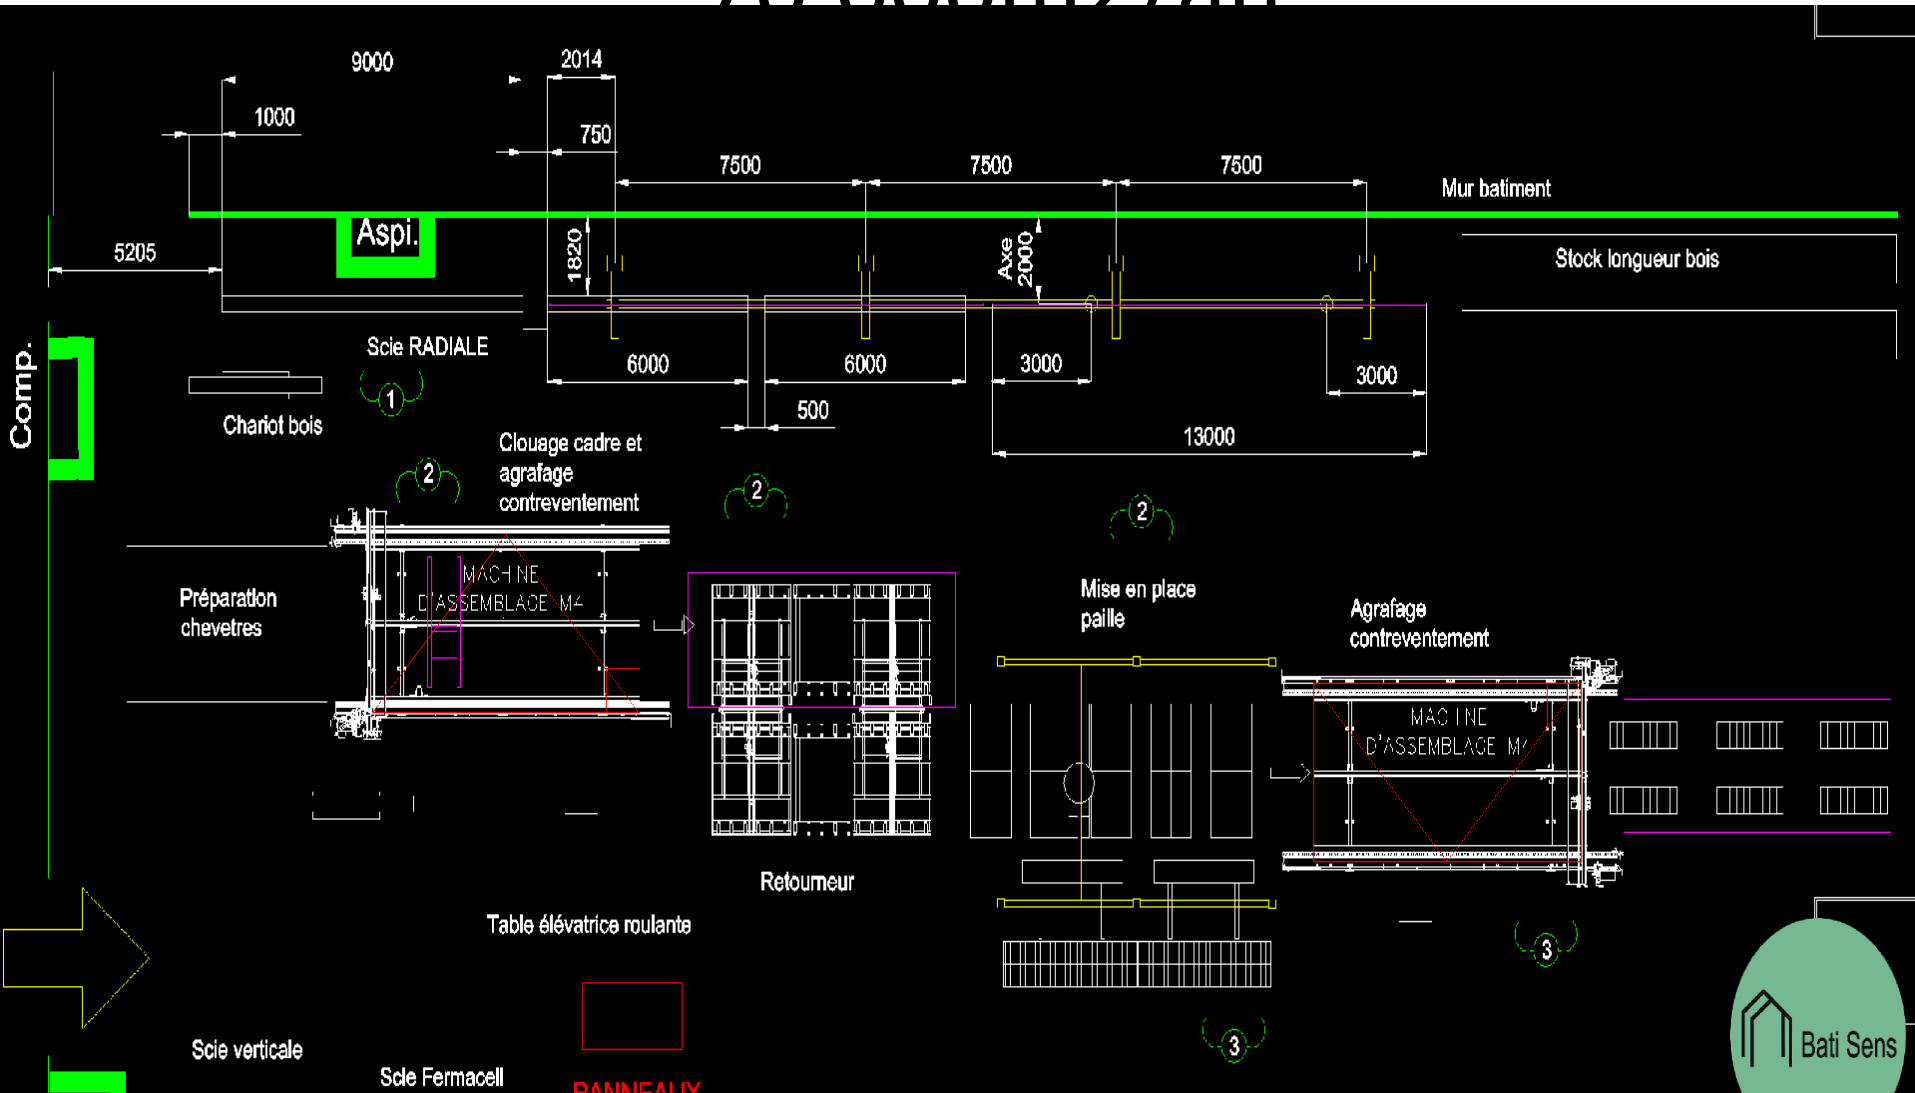 9000
2014
1000
750
7500
7500
7500
Mur batiment
Aspi.
5205
1820
Axe
2000
Stock longueur bois
Scie RADIALE
6000
6000
3000
3000
Comp.
1
500
Chariot bois
13000
Clouage cadre et
agrafage
contreventement
2
2
2
MACHINE
D'ASSEMBLAGE M4
Préparation
chevetres
Mise en place
paille
Agrafage
contreventement
MACHINE
D'ASSEMBLAGE M4
Retourneur
Table élévatrice roulante
3
3
Scie verticale
Scie Fermacell
PANNEAUX
Bati Sens